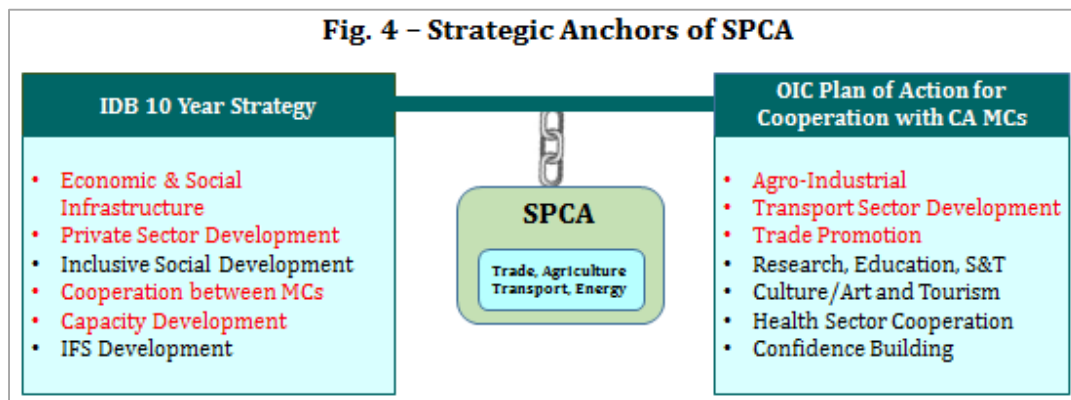 Fig. 4 – Strategic Anchors of SPCA
IDB 10 Year Strategy
• Economic & Social
Infrastructure
• Private Sector Development
• Inclusive Social Development
• Cooperation between MCs
• Capacity Development
• IFS Development
SPCA
Trade, Agriculture
Transport, Energy
OIC Plan of Action for
Cooperation with CA MCs
• Agro-Industrial
• Transport Sector Development
• Trade Promotion
• Research, Education, S&T
• Culture/Art and Tourism
• Health Sector Cooperation
• Confidence Building